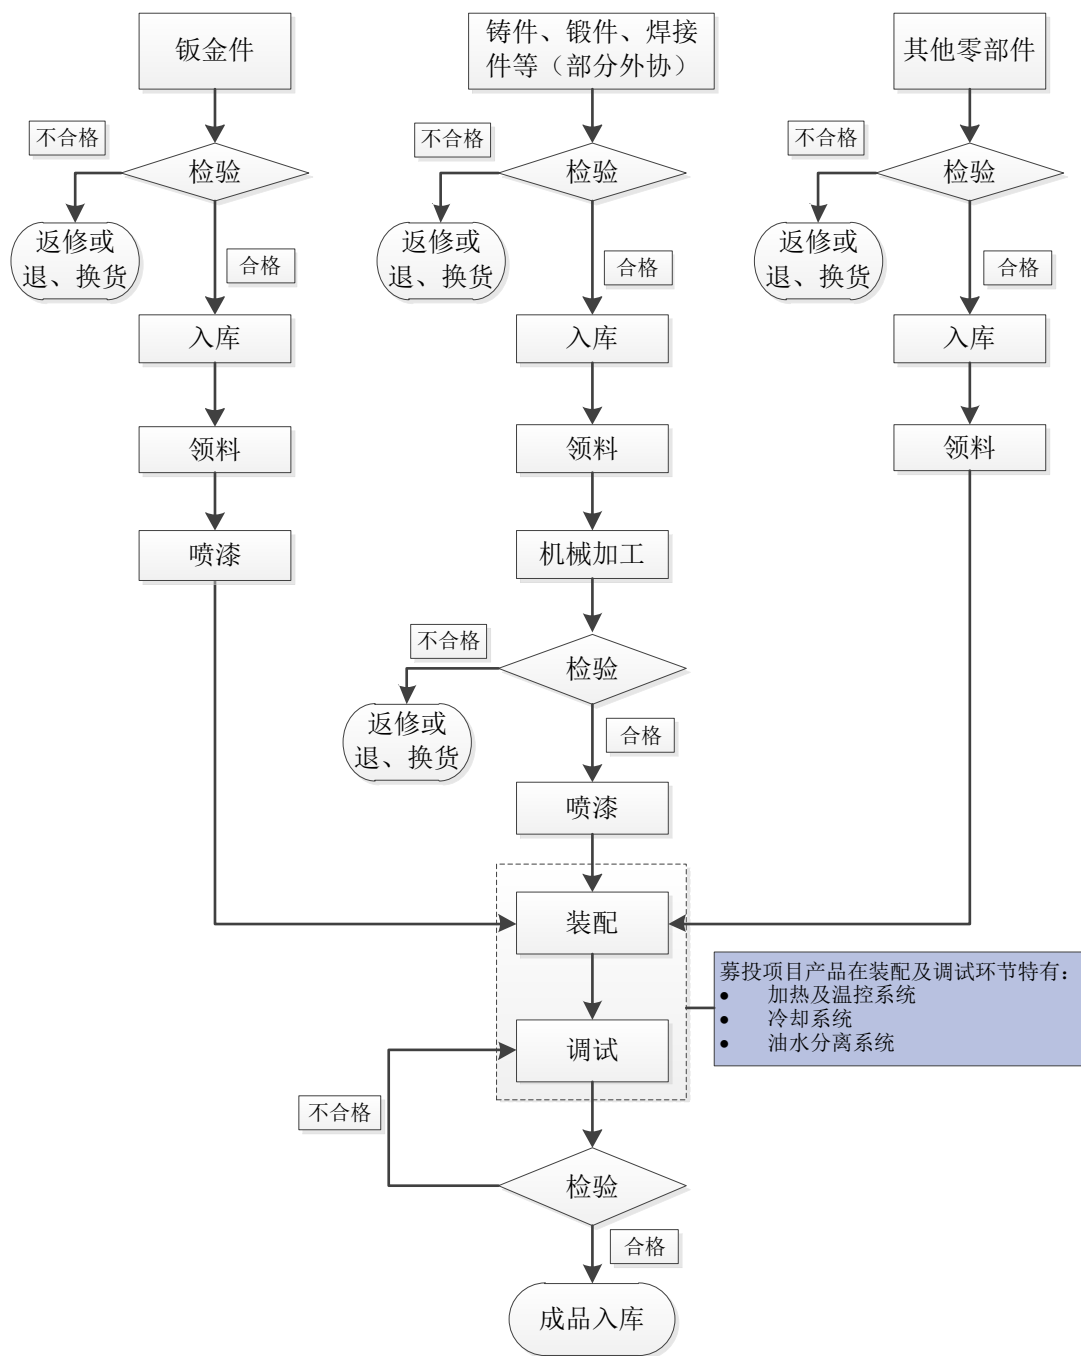 钣金件
铸件、锻件、焊接
件等（部分外协）
其他零部件
不合格
不合格
不合格
检验
检验
检验
返修或
退、换货
返修或
退、换货
返修或
退、换货
合格
合格
合格
入库
入库
入库
领料
领料
领料
喷漆
机械加工
不合格
检验
返修或
退、换货
合格
喷漆
装配
募投项目产品在装配及调试环节特有：
● 加热及温控系统
● 冷却系统
● 油水分离系统
调试
不合格
检验
合格
成品入库